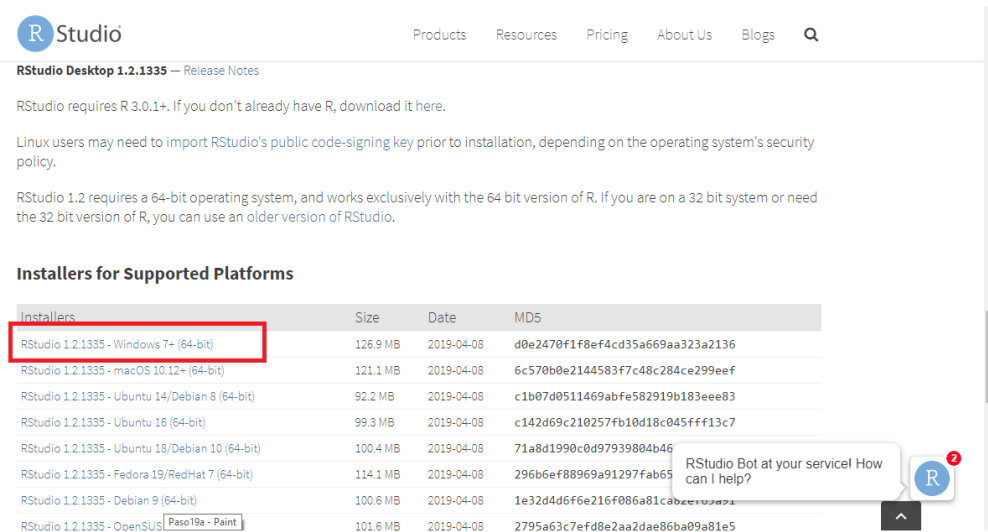 R Studio
Products Resources Pricing About Us Blogs
RStudio Desktop 1.2.1335 — Release Notes
RStudio requires R 3.0.1+. If you don't already have R, download it here.
Linux users may need to import RStudio's public code-signing key prior to installation, depending on the operating system's security
policy.
RStudio 1.2 requires a 64-bit operating system, and works exclusively with the 64 bit version of R. If you are on a 32 bit system or need
the 32 bit version of R, you can use an older version of RStudio.
Installers for Supported Platforms
Installers Size Date MD5
RStudio 1.2.1335 - Windows 7+ (64-bit) 126.9 MB 2019-04-08 d0e2470f1f8ef4cd35a669aa323a2136
RStudio 1.2.1335 - macOS 10.12+ (64-bit) 121.1 MB 2019-04-08 6c570b0e2144583f7c48c284ce299eef
RStudio 1.2.1335 - Ubuntu 14/Debian 8 (64-bit) 92.2 MB 2019-04-08 c1b07d0511469abfe582919b183eee83
RStudio 1.2.1335 - Ubuntu 16 (64-bit) 99.3 MB 2019-04-08 c142d69c210257fb10d18c045fff13c7
RStudio 1.2.1335 - Ubuntu 18/Debian 10 (64-bit) 100.4 MB 2019-04-08 71a8d1990c0d97939804b46
RStudio 1.2.1335 - Fedora 19/RedHat 7 (64-bit) 114.1 MB 2019-04-08 296b6ef88969a91297fab65
RStudio 1.2.1335 - Debian 9 (64-bit) 100.6 MB 2019-04-08
RStudio 1.2.1335 - OpenSUS 101.6 MB 2019-04-08 2795a63c7efd8e2aa2dae86ba09a81e5
Paso19a - Paint
RStudio Bot at your service! How
can I help?
R
2